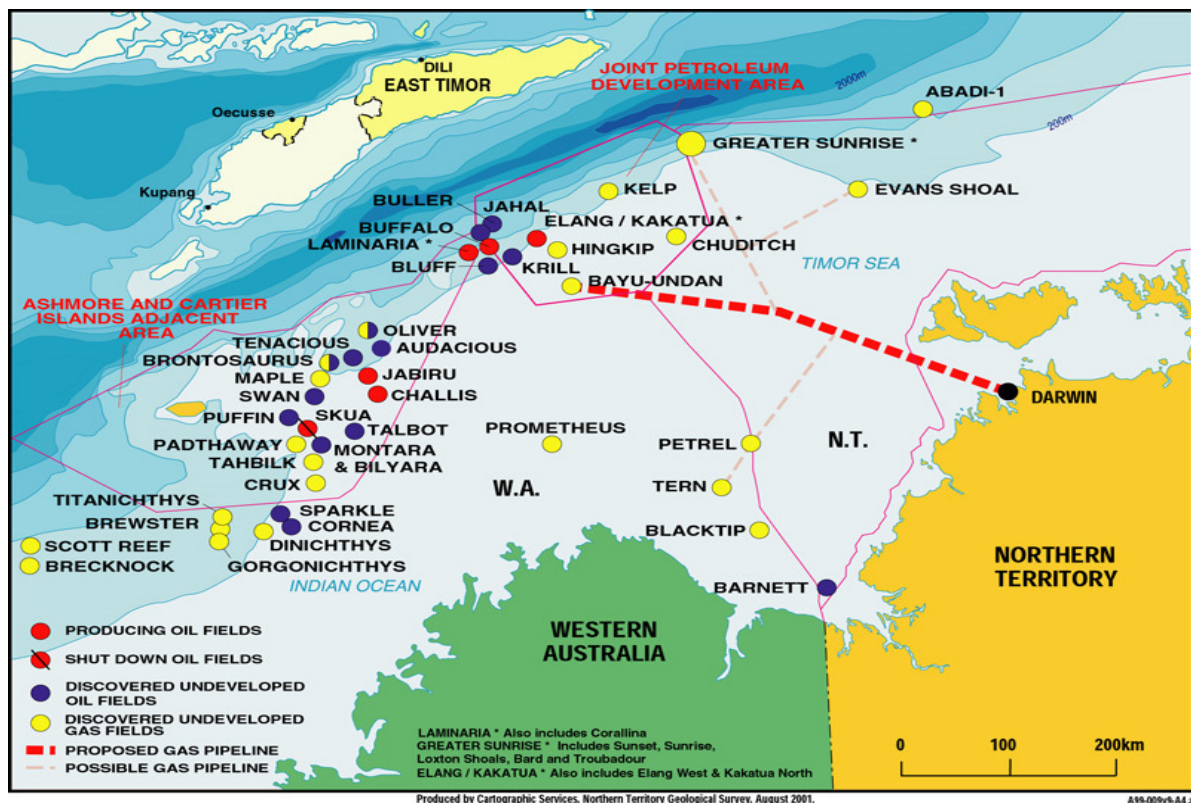 DILI
EAST TIMOR
Oecusse
Kupang
JOINT PETROLEUM
DEVELOPMENT AREA
2000m
200m
ABADI-1
GREATER SUNRISE *
KELP
EVANS SHOAL
BULLER
JAHAL
BUFFALO
ELANG / KAKATUA *
LAMINARIA *
HINGKIP
CHUDITCH
BLUFF
KRILL
BAYU-UNDAN
TIMOR SEA
ASHMORE AND CARTIER
ISLANDS ADJACENT
AREA
OLIVER
TENACIOUS
AUDACIOUS
BRONTOSAURUS
MAPLE
JABIRU
SWAN
CHALLIS
DARWIN
PUFFIN
SKUA
TALBOT
PADTHAWAY
MONTARA
& BILYARA
TAHBILK
CRUX
PROMETHEUS
PETREL
N.T.
W.A.
TERN
TITANICHTHYS
SPARKLE
BREWSTER
CORNEA
BLACKTIP
SCOTT REEF
DINICHTHYS
BRECKNOCK
GORGONICHTHYS
INDIAN OCEAN
BARNETT
NORTHERN
TERRITORY
WESTERN
AUSTRALIA
PRODUCING OIL FIELDS
SHUT DOWN OIL FIELDS
DISCOVERED UNDEVELOPED
OIL FIELDS
DISCOVERED UNDEVELOPED
GAS FIELDS
PROPOSED GAS PIPELINE
POSSIBLE GAS PIPELINE
LAMINARIA * Also includes Corallina
GREATER SUNRISE * Includes Sunset, Sunrise,
Loxton Shoals, Bard and Troubadour
ELANG / KAKATUA * Also includes Elang West & Kakatua North
0 100 200km
Produced by Cartographic Services, Northern Territory Geological Survey, August 2001.